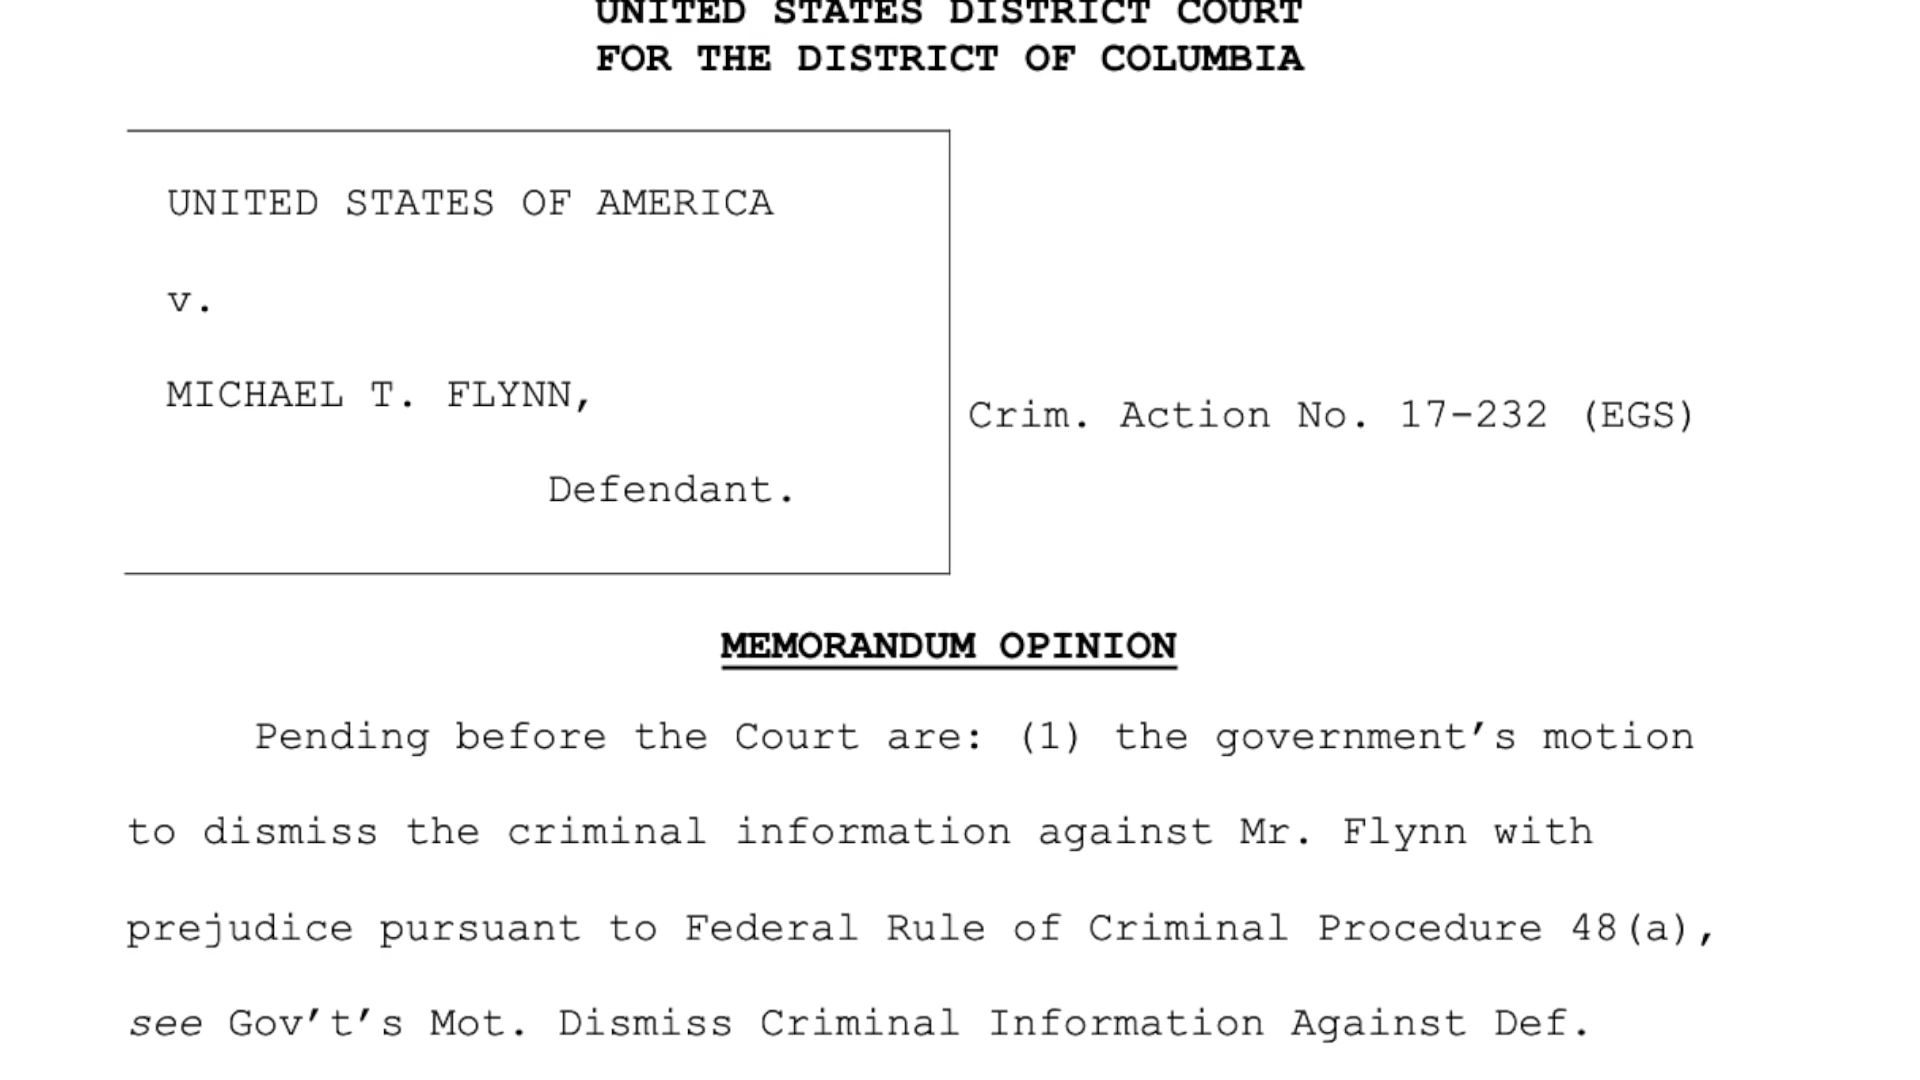 UNITED STATES DISTRICT COURT
FOR THE DISTRICT OF COLUMBIA
UNITED STATES OF AMERICA
v.
MICHAEL T. FLYNN,
Crim. Action No. 17-232 (EGS)
Defendant.
MEMORANDUM OPINION
Pending before the Court are: (1) the government’s motion
to dismiss the criminal information against Mr. Flynn with
prejudice pursuant to Federal Rule of Criminal Procedure 48(a),
see Gov’t’s Mot. Dismiss Criminal Information Against Def.